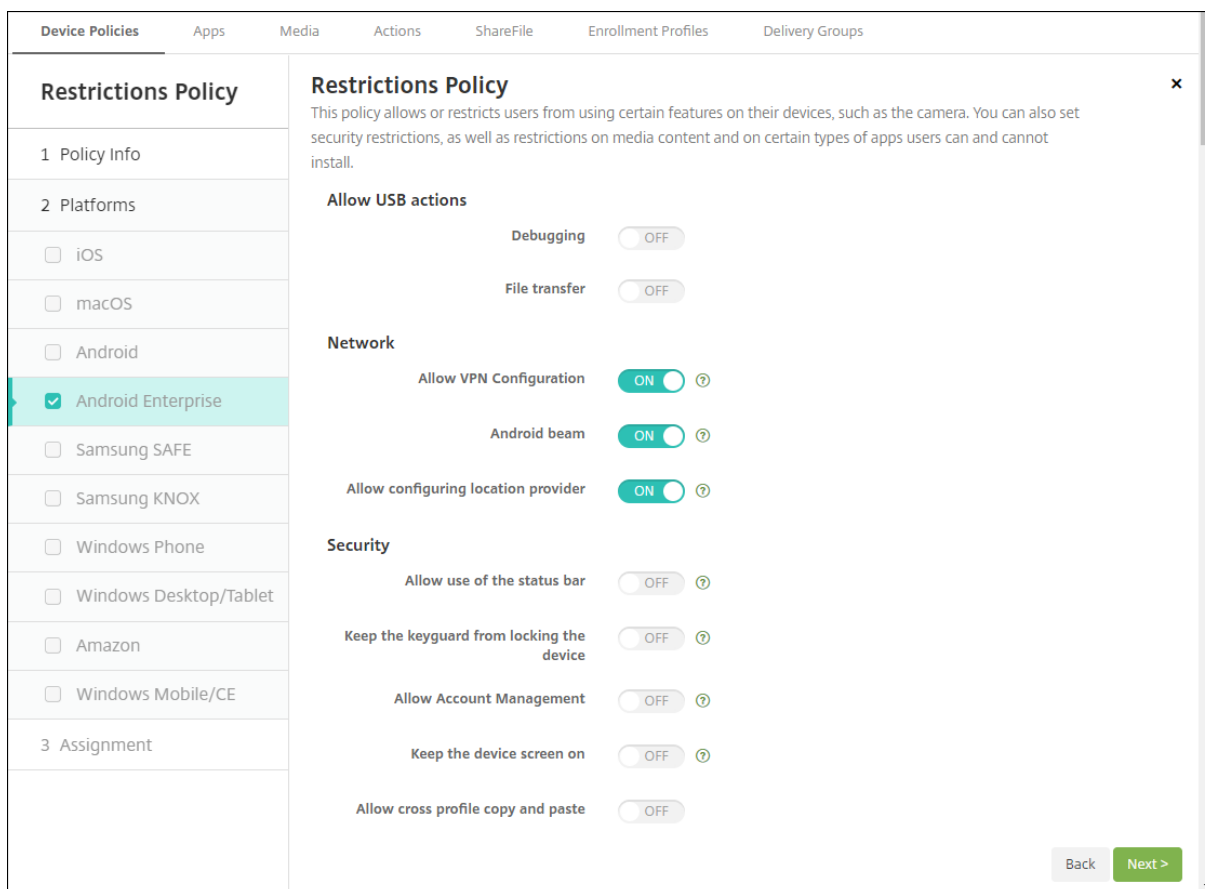 Device Policies Apps Media Actions ShareFile Enrollment Profiles Delivery Groups
Restrictions Policy
1 Policy Info
2 Platforms
iOS
macOS
Android
Android Enterprise
Samsung SAFE
Samsung KNOX
Windows Phone
Windows Desktop/Tablet
Amazon
Windows Mobile/CE
3 Assignment
Restrictions Policy
This policy allows or restricts users from using certain features on their devices, such as the camera. You can also set
security restrictions, as well as restrictions on media content and on certain types of apps users can and cannot
install.
Allow USB actions
Debugging OFF
File transfer OFF
Network
Allow VPN Configuration ON ?
Android beam ON ?
Allow configuring location provider ON ?
Security
Allow use of the status bar OFF ?
Keep the keyguard from locking the
device OFF ?
Allow Account Management OFF ?
Keep the device screen on OFF ?
Allow cross profile copy and paste OFF
Back Next >